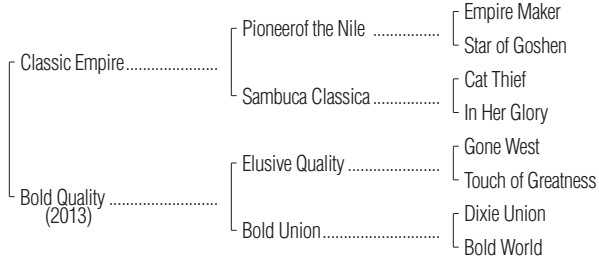 Empire Maker
Pioneerof the Nile ................
Star of Goshen
Classic Empire......................
Cat Thief
Sambuca Classica................
In Her Glory
Gone West
Elusive Quality ......................
Touch of Greatness
Bold Quality ..........................
(2013)
Dixie Union
Bold Union............................
Bold World